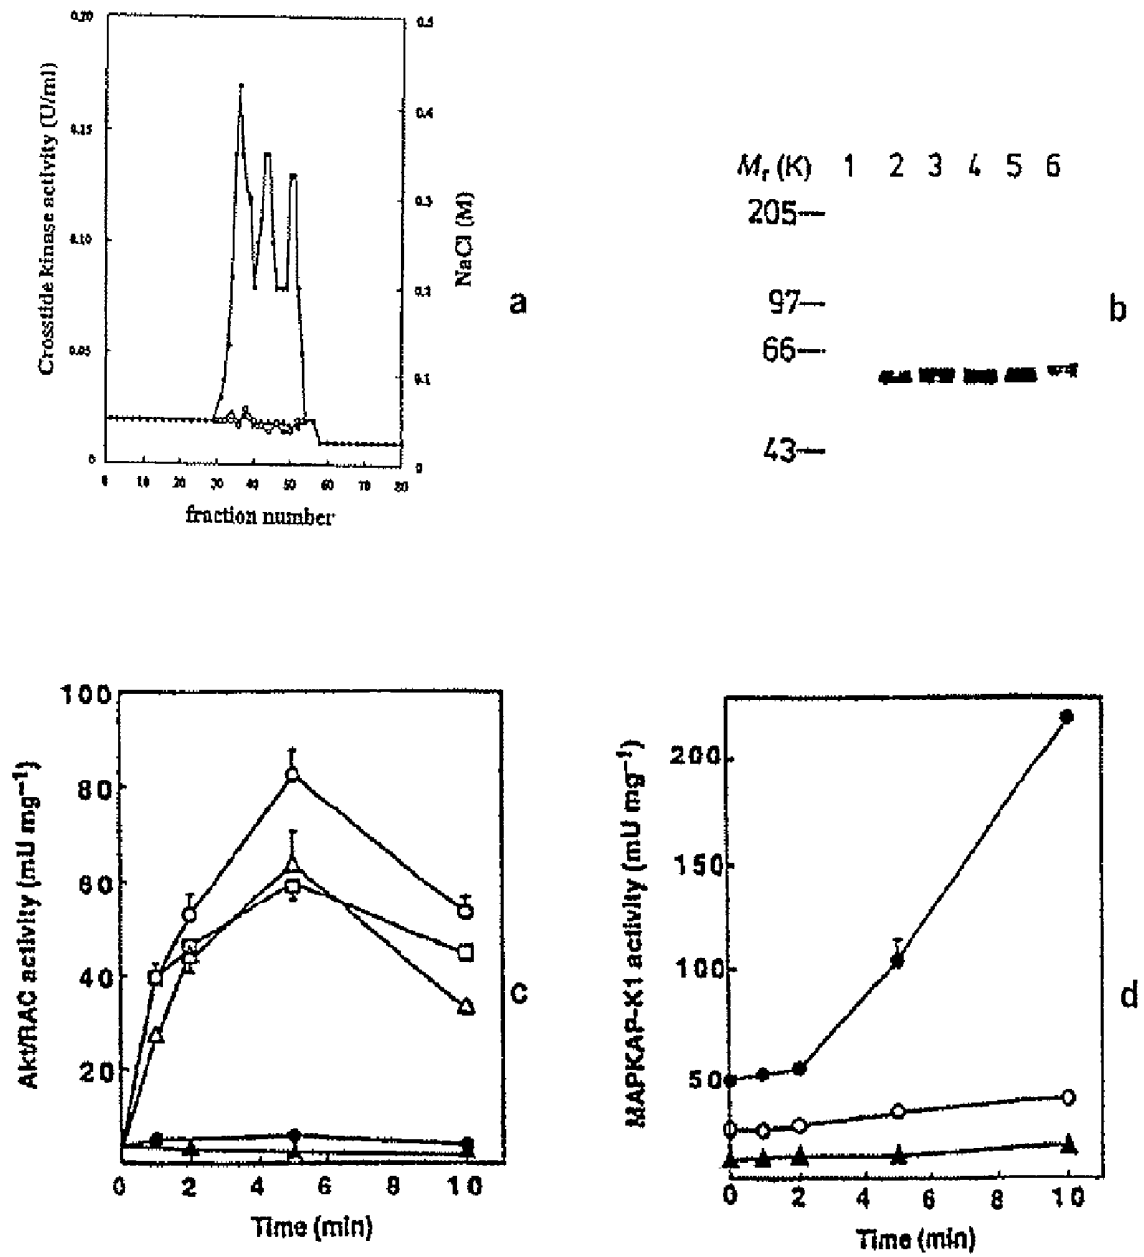 0.20
0.15
0.10
0.05
0
Crosstide kinase activity (U/ml)
0.5
0.4
0.3
0.2
0.1
0
NaCl (M)
0 10 20 30 40 50 60 70 80
fraction number
a
Mr (K) 1 2 3 4 5 6
205
97
66
43
b
100
80
60
40
20
Akt/RAC activity (mU mg⁻¹)
0 2 4 6 8 10
Time (min)
c
200
150
100
50
MAPKAP-K1 activity (mU mg⁻¹)
0 2 4 6 8 10
Time (min)
d